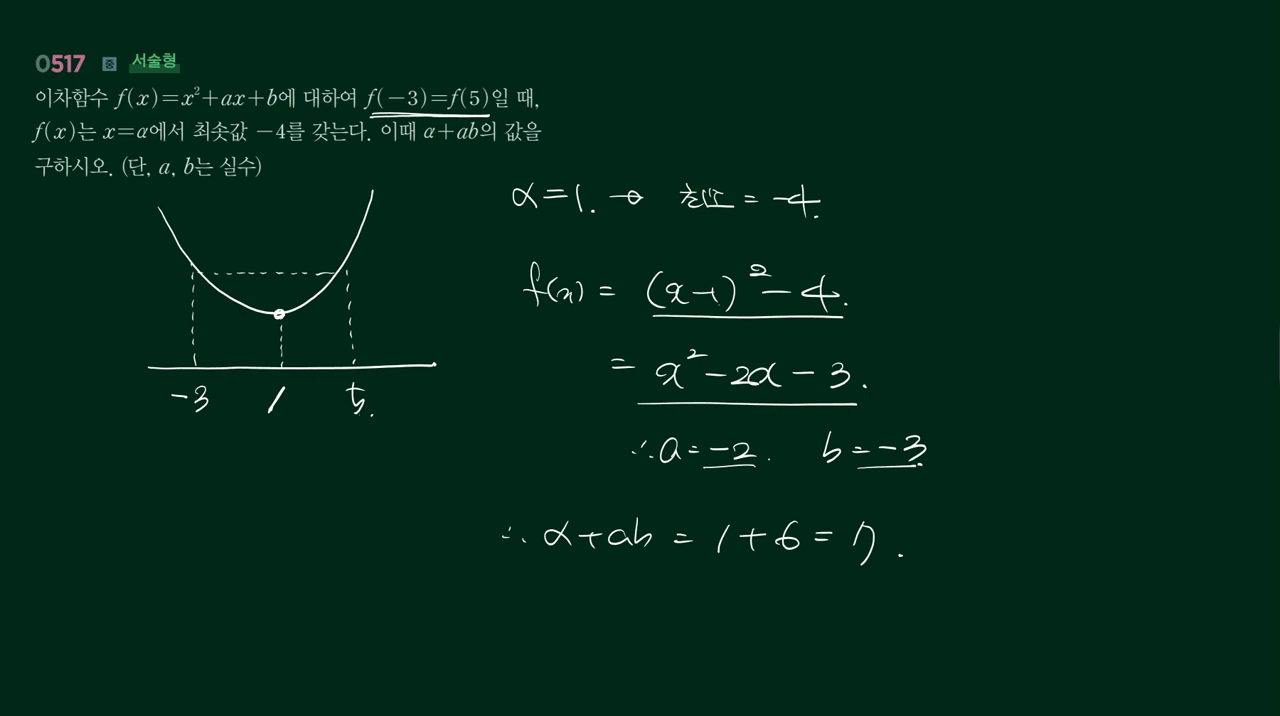 0517 중 서술형
이차함수 f(x)=x²+ax+b에 대하여 f(-3)=f(5)일 때,
f(x)는 x=α에서 최솟값 -4를 갖는다. 이때 α+ab의 값을
구하시오. (단, a, b는 실수)
α=1. → 최소 = -4.
f(x) = (x-1)² -4.
= x² -2x -3.
-3 1 5.
∴ a = -2. b = -3.
∴ α+ab = 1+6 = 7.